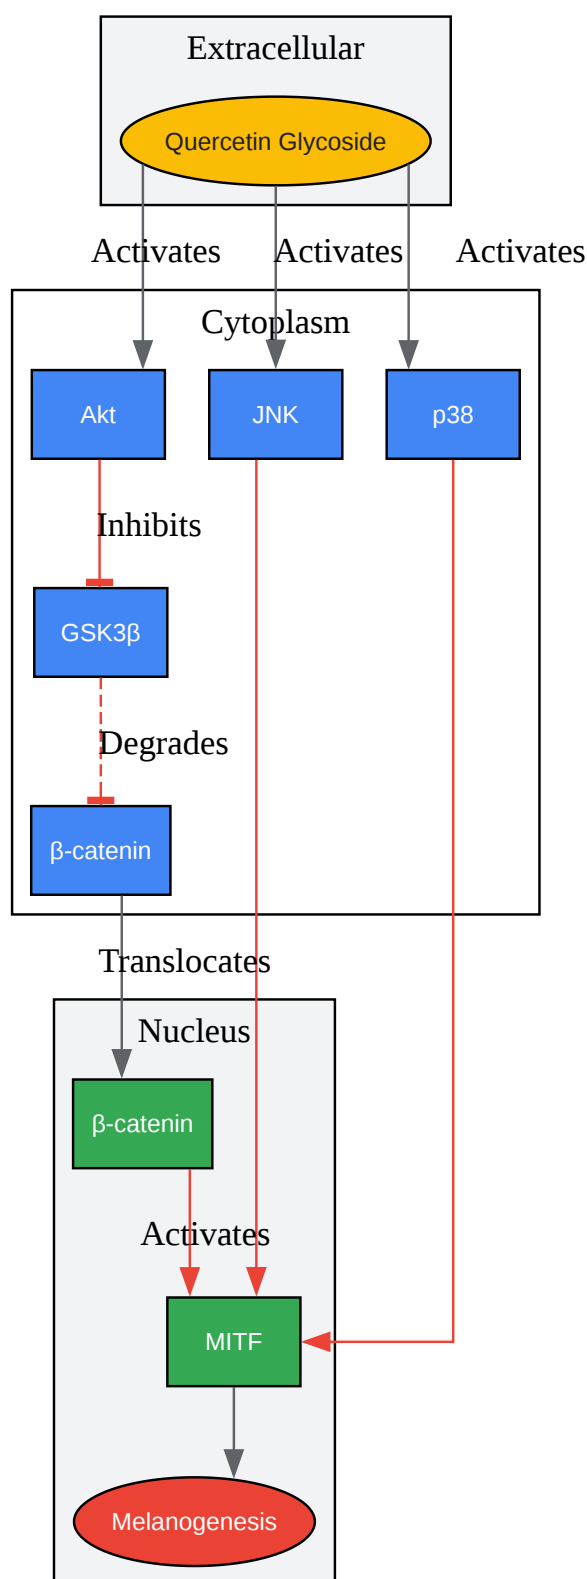 Extracellular
Quercetin Glycoside
Activates Activates Activates
Cytoplasm
Akt JNK p38
Inhibits
GSK3β
Degrades
β-catenin
Translocates
Nucleus
β-catenin
Activates
MITF
Melanogenesis